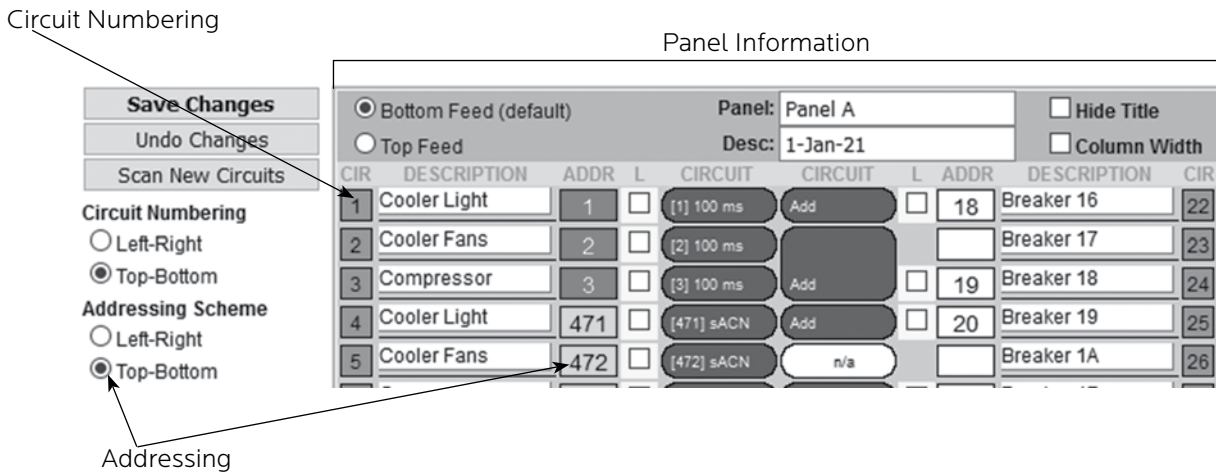 Circuit Numbering
Panel Information
Save Changes
Undo Changes
Scan New Circuits
Circuit Numbering
Left-Right
Top-Bottom
Addressing Scheme
Left-Right
Top-Bottom
Bottom Feed (default)
Top Feed
Panel: Panel A
Desc: 1-Jan-21
Hide Title
Column Width
CIR DESCRIPTION ADDR L CIRCUIT CIRCUIT L ADDR DESCRIPTION CIR
1 Cooler Light 1 [1] 100 ms Add 18 Breaker 16 22
2 Cooler Fans 2 [2] 100 ms Breaker 17 23
3 Compressor 3 [3] 100 ms Add 19 Breaker 18 24
4 Cooler Light 471 [471] sACN Add 20 Breaker 19 25
5 Cooler Fans 472 [472] sACN n/a Breaker 1A 26
Addressing